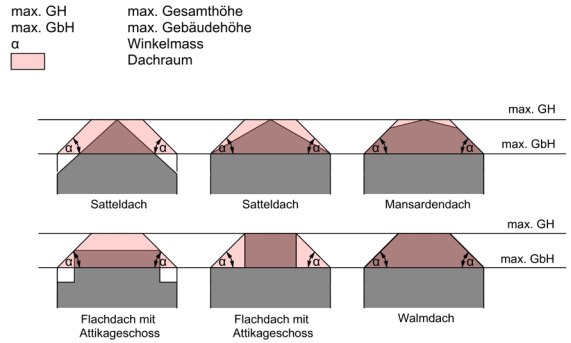 max. GH max. Gesamthöhe
max. GbH max. Gebäudehöhe
α Winkelmass
Dachraum
max. GH
α α α α α α max. GbH
Satteldach Satteldach Mansardendach
max. GH
α α α α α α max. GbH
Flachdach mit Flachdach mit Walmdach
Attikageschoss Attikageschoss